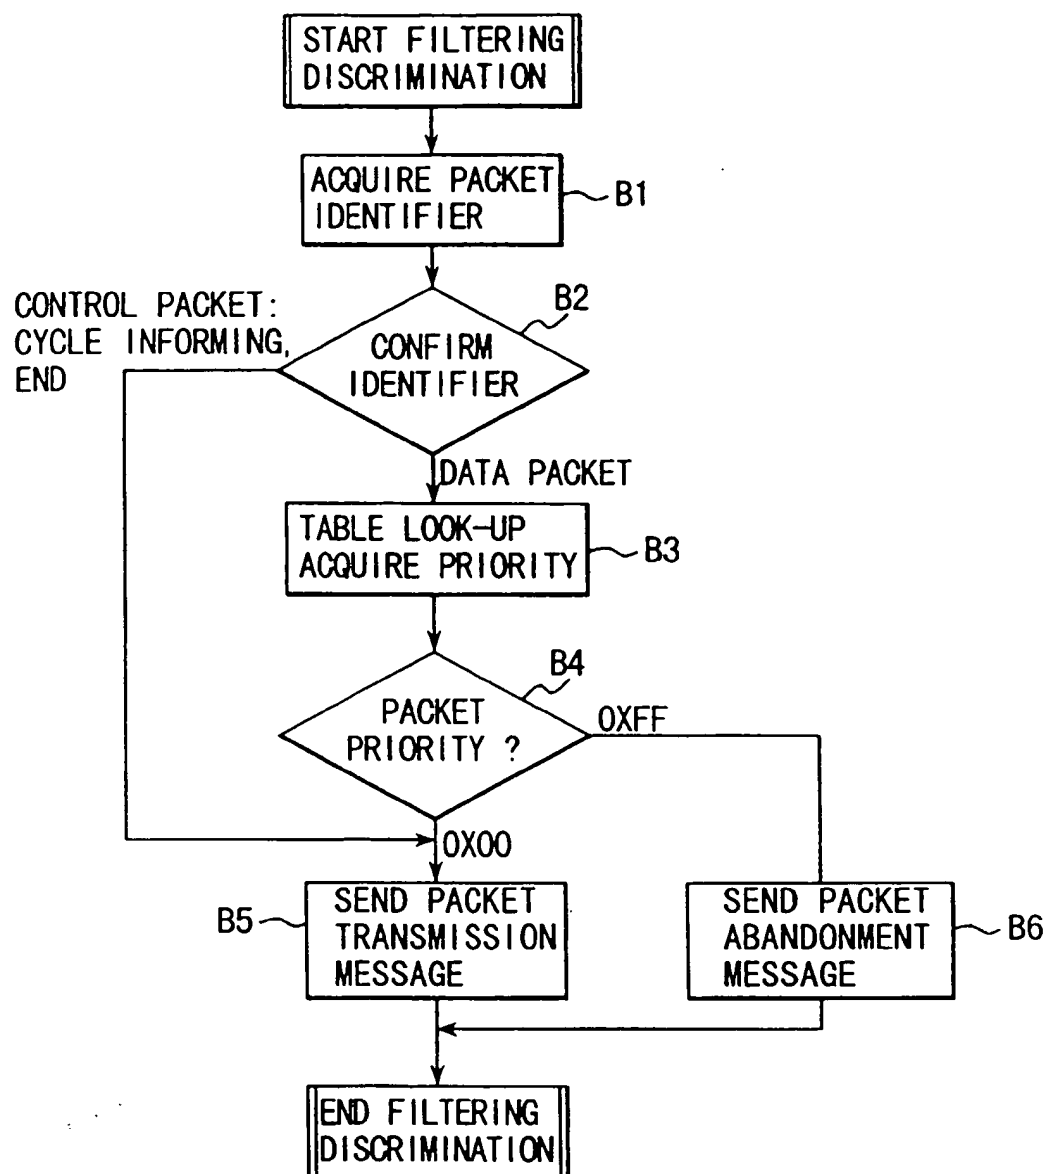 START FILTERING
DISCRIMINATION
ACQUIRE PACKET
IDENTIFIER
B1
CONTROL PACKET:
CYCLE INFORMING,
END
B2
CONFIRM
IDENTIFIER
DATA PACKET
TABLE LOOK-UP
ACQUIRE PRIORITY
B3
B4
PACKET
PRIORITY ?
0XFF
0X00
B5
SEND PACKET
TRANSMISSION
MESSAGE
SEND PACKET
ABANDONMENT
MESSAGE
B6
END FILTERING
DISCRIMINATION